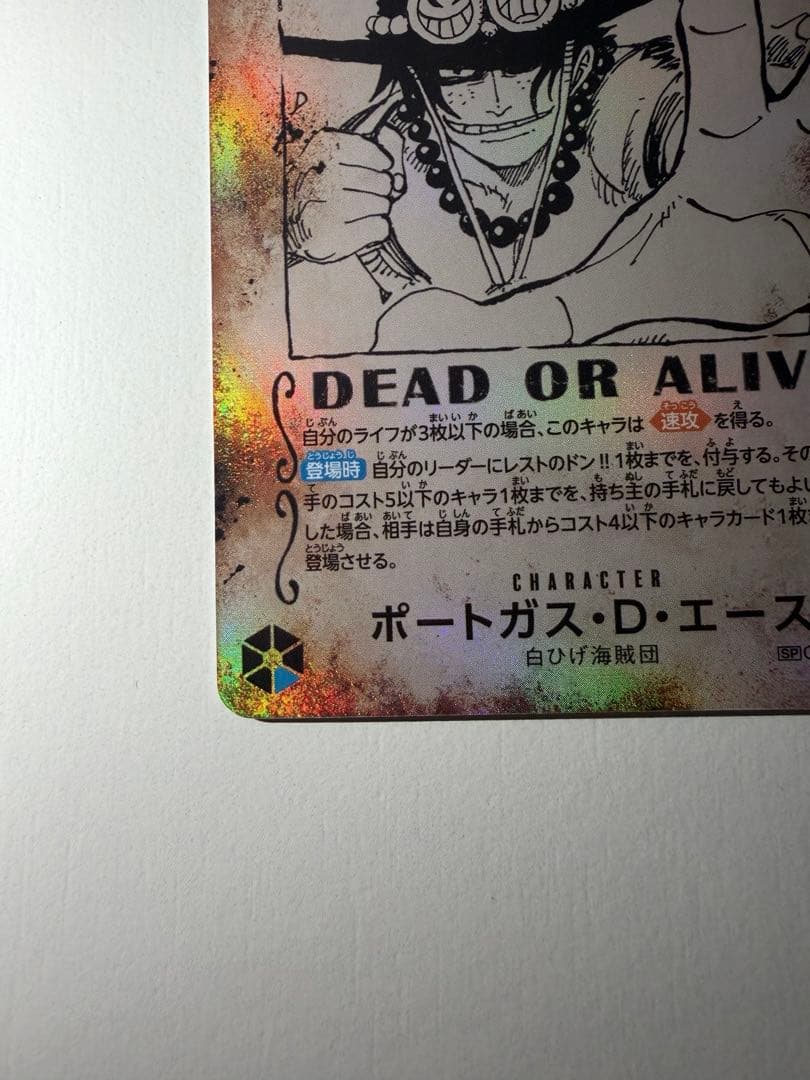 DEAD OR ALIV
自分のライフが3枚以下の場合、このキャラは 速攻 を得る。
登場時 自分のリーダーにレストのドン!!1枚までを、付与する。その
手のコスト5以下のキャラ1枚までを、持ち主の手札に戻してもよい
した場合、相手は自身の手札からコスト4以下のキャラカード1枚
登場させる。
CHARACTER
ポートガス・D・エース
白ひげ海賊団
SP